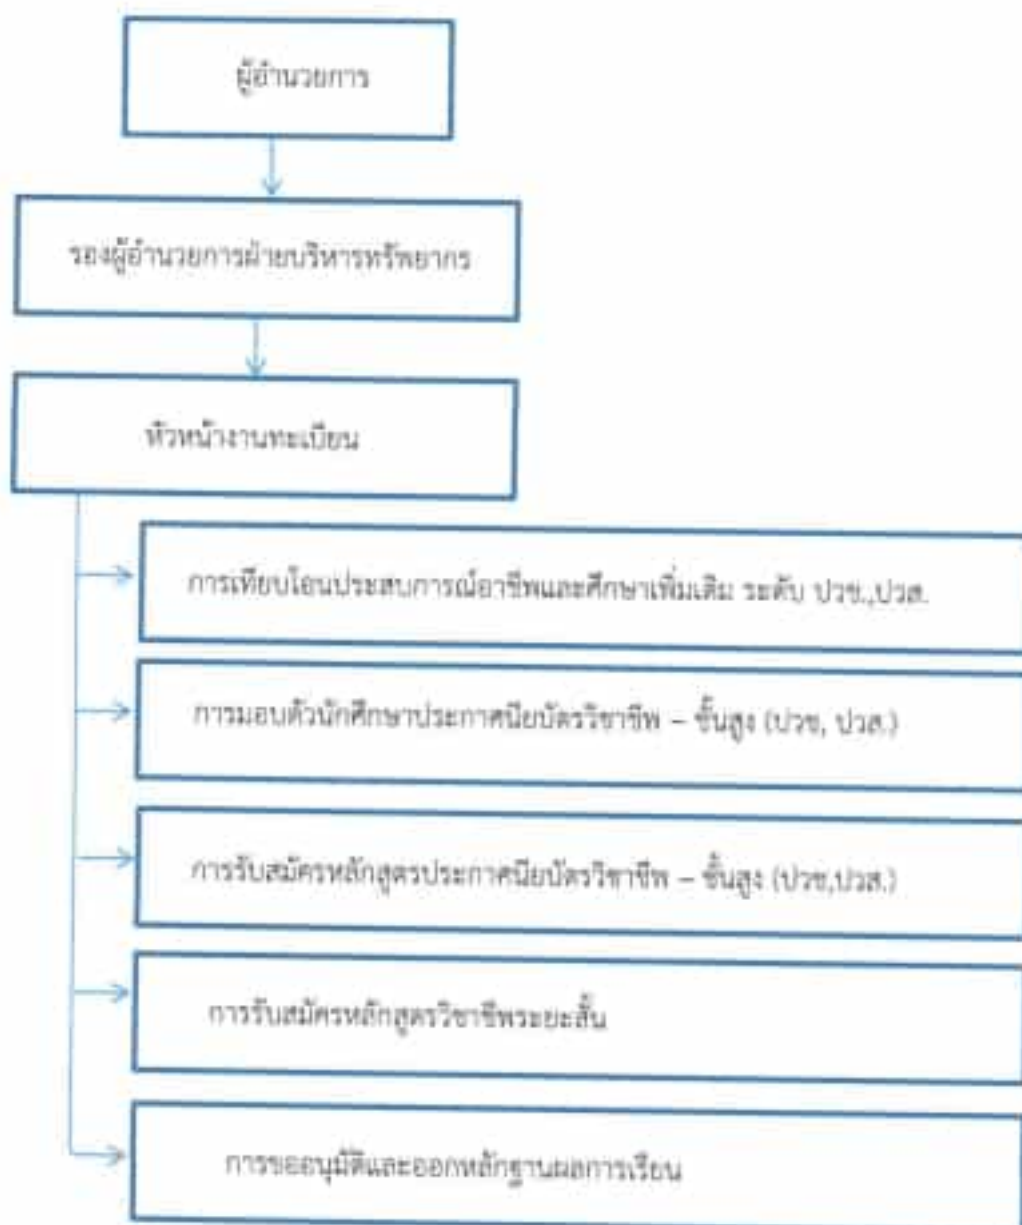 ผู้อำนวยการ
รองผู้อำนวยการฝ่ายบริหารทรัพยากร
หัวหน้างานทะเบียน
การเทียบโอนประสบการณ์อาชีพและศึกษาเพิ่มเติม ระดับ ปวช.,ปวส.
การมอบตัวนักศึกษาประกาศนียบัตรวิชาชีพ – ชั้นสูง (ปวช, ปวส.)
การรับสมัครหลักสูตรประกาศนียบัตรวิชาชีพ – ชั้นสูง (ปวช,ปวส.)
การรับสมัครหลักสูตรวิชาชีพระยะสั้น
การขออนุมัติและออกหลักฐานผลการเรียน